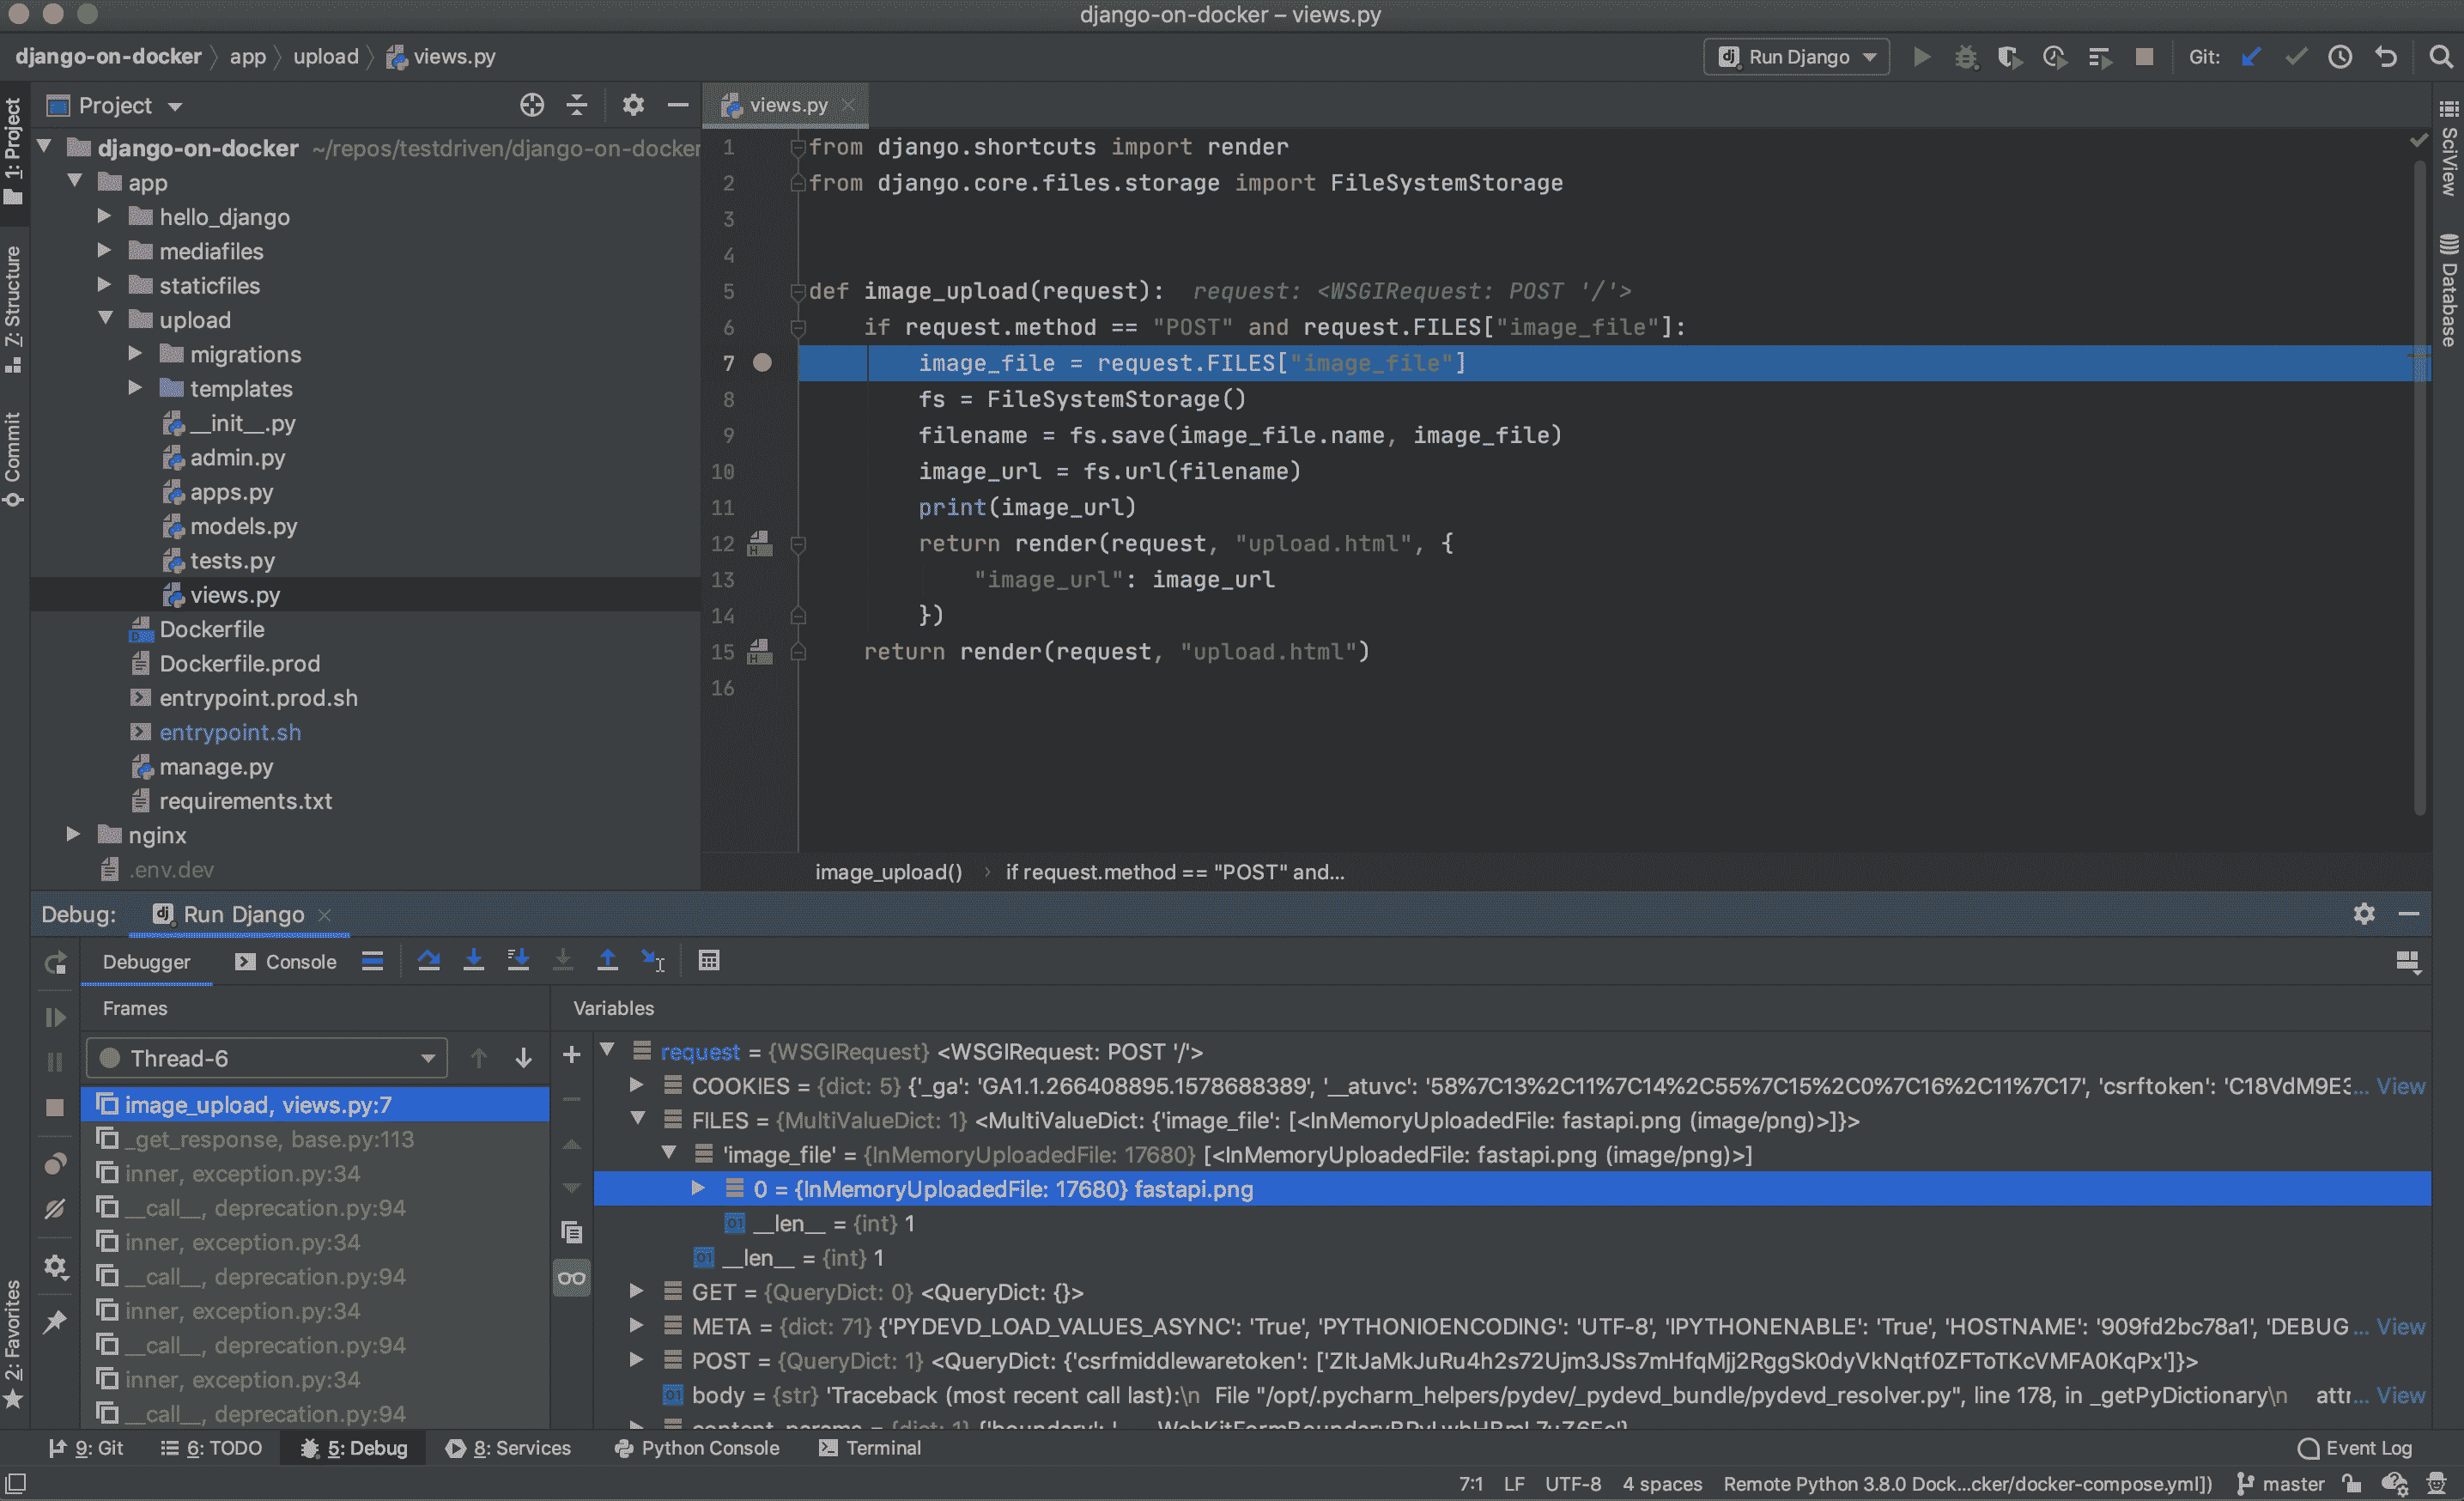 django-on-docker – views.py
django-on-docker app upload views.py
Run Django
Git:
1: Project
7: Structure
Commit
2: Favorites
Project
django-on-docker ~/repos/testdriven/django-on-docker
app
hello_django
mediafiles
staticfiles
upload
migrations
templates
__init__.py
admin.py
apps.py
models.py
tests.py
views.py
Dockerfile
Dockerfile.prod
entrypoint.prod.sh
entrypoint.sh
manage.py
requirements.txt
nginx
.env.dev
views.py
1 from django.shortcuts import render
2 from django.core.files.storage import FileSystemStorage
3
4
5 def image_upload(request): request: <WSGIRequest: POST '/'>
6 if request.method == "POST" and request.FILES["image_file"]:
7 image_file = request.FILES["image_file"]
8 fs = FileSystemStorage()
9 filename = fs.save(image_file.name, image_file)
10 image_url = fs.url(filename)
11 print(image_url)
12 return render(request, "upload.html", {
13 "image_url": image_url
14 })
15 return render(request, "upload.html")
16
image_upload() › if request.method == "POST" and...
SciView
Database
Debug: Run Django
Debugger Console
Frames
Thread-6
image_upload, views.py:7
_get_response, base.py:113
inner, exception.py:34
__call__, deprecation.py:94
inner, exception.py:34
__call__, deprecation.py:94
inner, exception.py:34
__call__, deprecation.py:94
inner, exception.py:34
__call__, deprecation.py:94
Variables
request = {WSGIRequest} <WSGIRequest: POST '/'>
COOKIES = {dict: 5} {'_ga': 'GA1.1.266408895.1578688389', '__atuvc': '58%7C13%2C11%7C14%2C55%7C15%2C0%7C16%2C11%7C17', 'csrftoken': 'C18VdM9E3... View
FILES = {MultiValueDict: 1} <MultiValueDict: {'image_file': [<InMemoryUploadedFile: fastapi.png (image/png)>]}>
'image_file' = {InMemoryUploadedFile: 17680} [<InMemoryUploadedFile: fastapi.png (image/png)>]
0 = {InMemoryUploadedFile: 17680} fastapi.png
__len__ = {int} 1
__len__ = {int} 1
GET = {QueryDict: 0} <QueryDict: {}>
META = {dict: 71} {'PYDEVD_LOAD_VALUES_ASYNC': 'True', 'PYTHONIOENCODING': 'UTF-8', 'IPYTHONENABLE': 'True', 'HOSTNAME': '909fd2bc78a1', 'DEBUG... View
POST = {QueryDict: 1} <QueryDict: {'csrfmiddlewaretoken': ['ZItJaMkJuRu4h2s72Ujm3JSs7mHfqMjj2RggSk0dyVkNqtf0ZFToTKcVMFA0KqPx']}>
body = {str} 'Traceback (most recent call last):\n File "/opt/.pycharm_helpers/pydev/_pydevd_bundle/pydevd_resolver.py", line 178, in _getPyDictionary\n attr... View
content_params = {dict: 1} {'boundary':
9: Git 6: TODO 5: Debug 8: Services Python Console Terminal Event Log
7:1 LF UTF-8 4 spaces Remote Python 3.8.0 Dock...cker/docker-compose.yml]) master